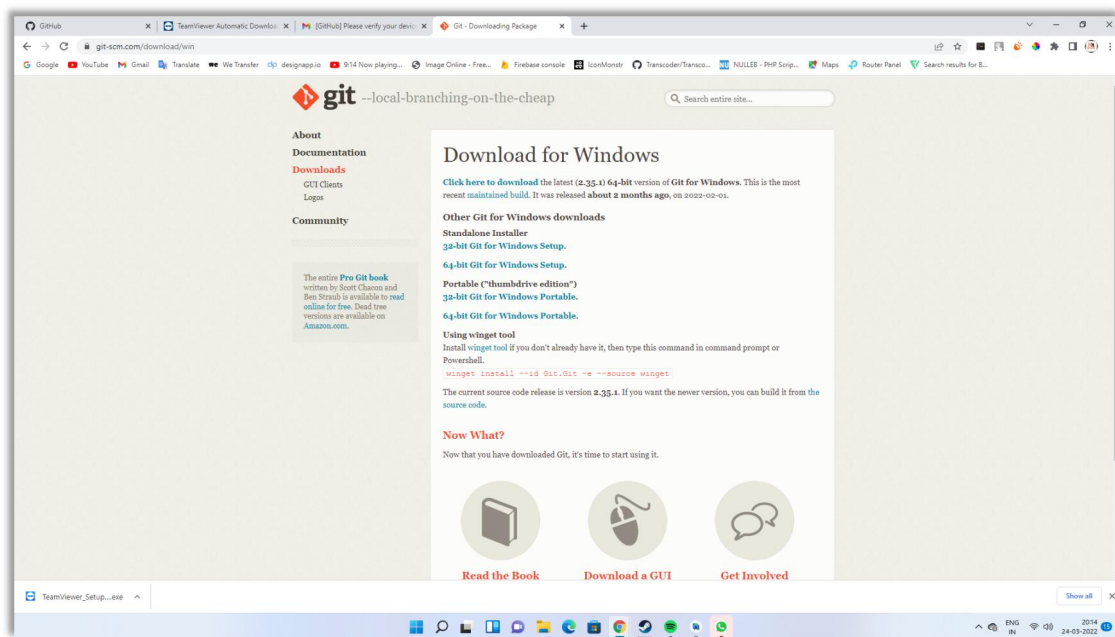 GitHub
TeamViewer Automatic Downloa
[GitHub] Please verify your devic
Git - Downloading Package
git-scm.com/download/win
Google
YouTube
Gmail
Translate
We Transfer
designapp.io
9:14 Now playing...
Image Online - Free...
Firebase console
IconMonstr
Transcoder/Transco...
NULLEB - PHP Scrip...
Maps
Router Panel
Search results for B...
git --local-branching-on-the-cheap
Search entire site...
About
Documentation
Downloads
GUI Clients
Logos
Community
The entire Pro Git book
written by Scott Chacon and
Ben Straub is available to read
online for free. Dead tree
versions are available on
Amazon.com.
Download for Windows
Click here to download the latest (2.35.1) 64-bit version of Git for Windows. This is the most
recent maintained build. It was released about 2 months ago, on 2022-02-01.
Other Git for Windows downloads
Standalone Installer
32-bit Git for Windows Setup.
64-bit Git for Windows Setup.
Portable ("thumbdrive edition")
32-bit Git for Windows Portable.
64-bit Git for Windows Portable.
Using winget tool
Install winget tool if you don't already have it, then type this command in command prompt or
Powershell.
winget install --id Git.Git -e --source winget
The current source code release is version 2.35.1. If you want the newer version, you can build it from the
source code.
Now What?
Now that you have downloaded Git, it's time to start using it.
Read the Book
Download a GUI
Get Involved
TeamViewer_Setup....exe
Show all
ENG
IN
20:14
24-03-2022
15